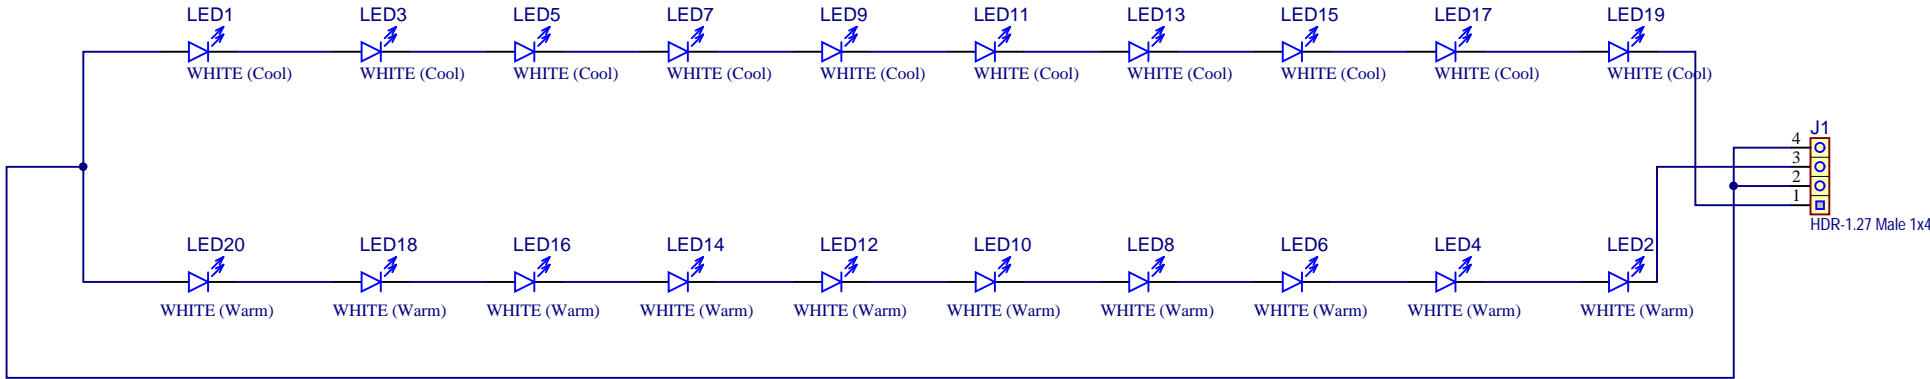 LED1 LED3 LED5 LED7 LED9 LED11 LED13 LED15 LED17 LED19
WHITE (Cool) WHITE (Cool) WHITE (Cool) WHITE (Cool) WHITE (Cool) WHITE (Cool) WHITE (Cool) WHITE (Cool) WHITE (Cool) WHITE (Cool)
J1
4
3
2
1
HDR-1.27 Male 1x4
LED20 LED18 LED16 LED14 LED12 LED10 LED8 LED6 LED4 LED2
WHITE (Warm) WHITE (Warm) WHITE (Warm) WHITE (Warm) WHITE (Warm) WHITE (Warm) WHITE (Warm) WHITE (Warm) WHITE (Warm) WHITE (Warm)